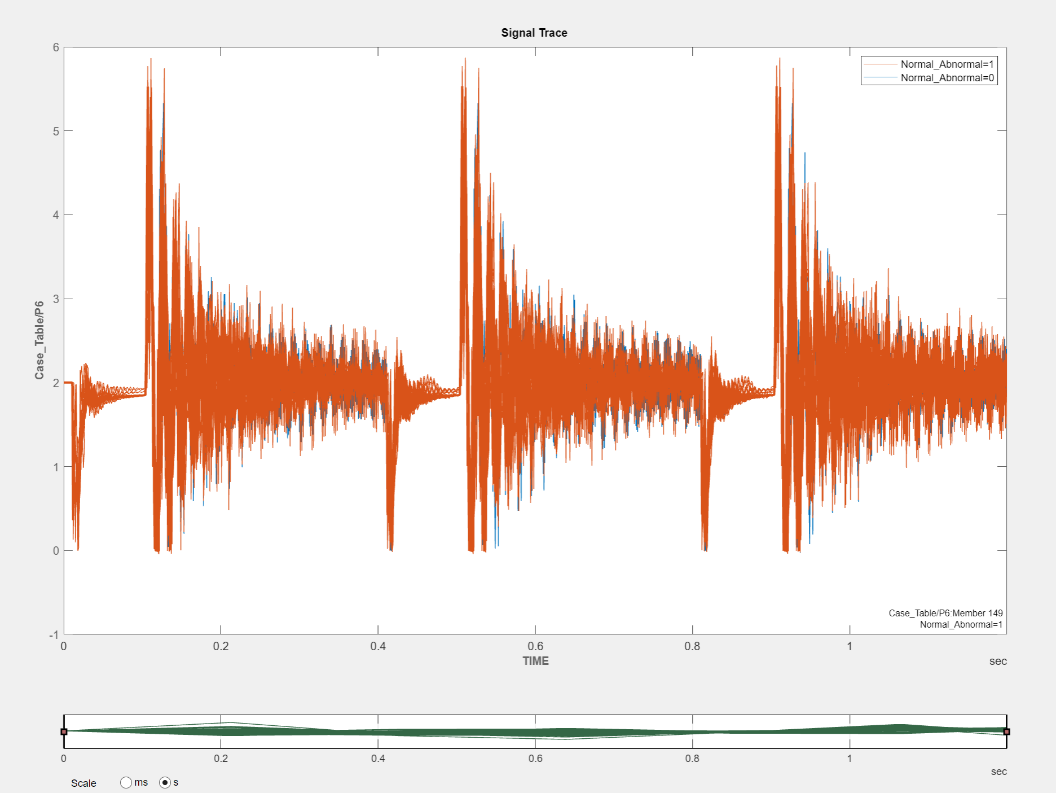 Signal Trace
Normal_Abnormal=1
Normal_Abnormal=0
6
5
4
3
2
1
0
-1
Case_Table/P6
Case_Table/P6:Member 149
Normal_Abnormal=1
0 0.2 0.4 0.6 0.8 1
TIME
sec
0 0.2 0.4 0.6 0.8 1
sec
Scale ms s